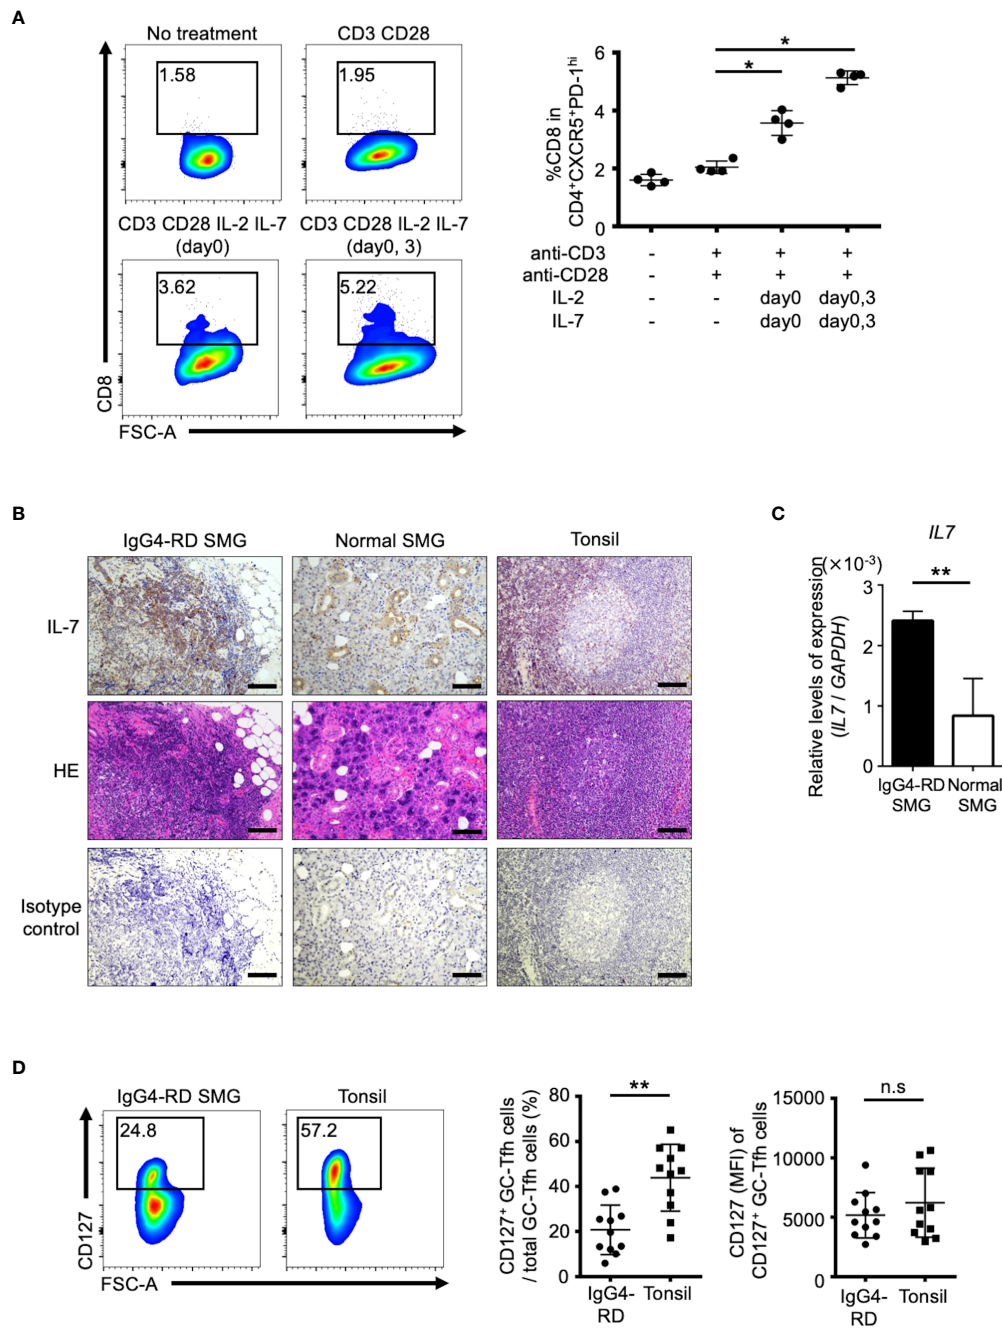 A
No treatment
CD3 CD28
1.58
1.95
CD3 CD28 IL-2 IL-7
(day0)
CD3 CD28 IL-2 IL-7
(day0, 3)
3.62
5.22
CD8
FSC-A
%CD8 in
CD4⁺CXCR5⁺PD-1ʰⁱ
6
4
2
0
*
*
anti-CD3 - + + +
anti-CD28 - + + +
IL-2 - - day0 day0,3
IL-7 - - day0 day0,3
B
IgG4-RD SMG
Normal SMG
Tonsil
IL-7
HE
Isotype
control
C
IL7
(×10⁻³)
**
Relative levels of expression
(IL7 / GAPDH)
3
2
1
0
IgG4-RD
SMG
Normal
SMG
D
IgG4-RD SMG
Tonsil
24.8
57.2
CD127
FSC-A
CD127⁺ GC-Tfh cells
/ total GC-Tfh cells (%)
80
60
40
20
0
**
IgG4-
RD
Tonsil
CD127 (MFI) of
CD127⁺ GC-Tfh cells
15000
10000
5000
0
n.s
IgG4-
RD
Tonsil